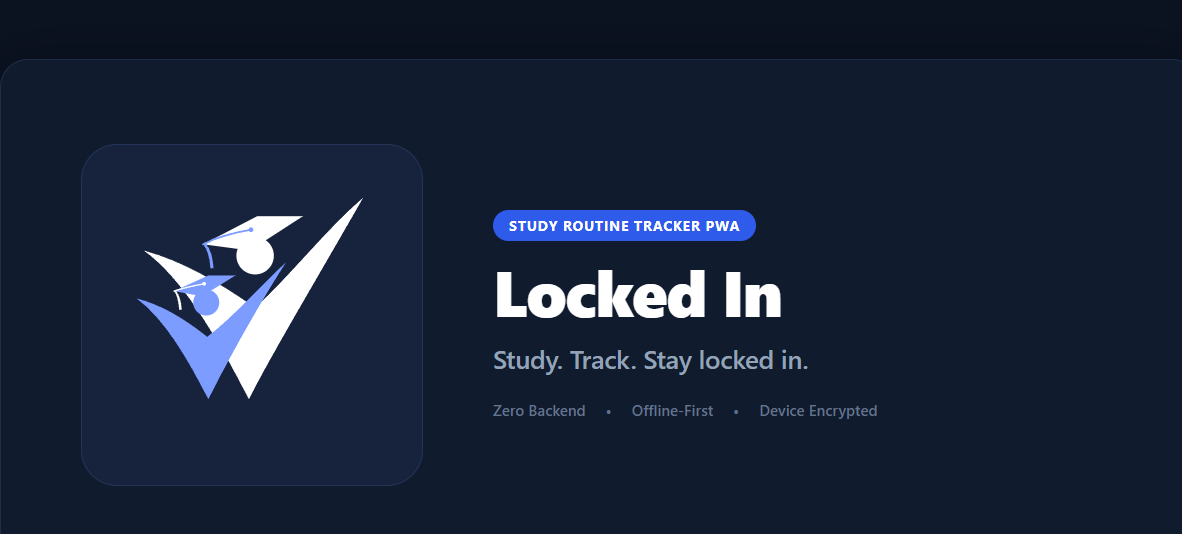 STUDY ROUTINE TRACKER PWA
Locked In
Study. Track. Stay locked in.
Zero Backend • Offline-First • Device Encrypted